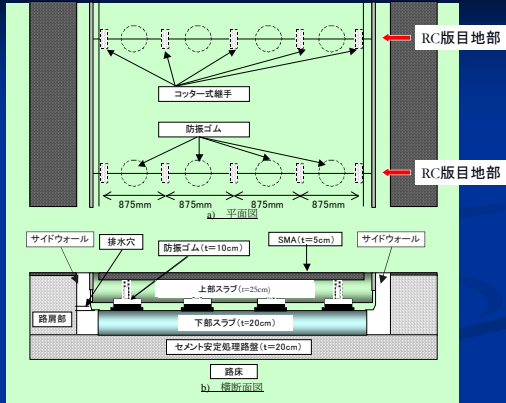 RC版目地部
コッター式継手
防振ゴム
RC版目地部
875mm 875mm 875mm 875mm
a) 平面図
サイドウォール 排水穴 防振ゴム(t=10cm) SMA(t=5cm) サイドウォール
上部スラブ(t=25cm)
路肩部 下部スラブ(t=20cm)
セメント安定処理路盤(t=20cm)
路床
b) 横断面図